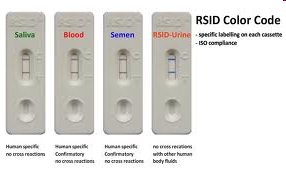 RSID Color Code
- specific labelling on each cassette
- ISO compliance
Saliva
Blood
Semen
RSID-Urine
Human specific
no cross reactions
Human specific
Confirmatory
no cross reactions
Human specific
Confirmatory
no cross reactions
no cross recations
with other human
body fluids